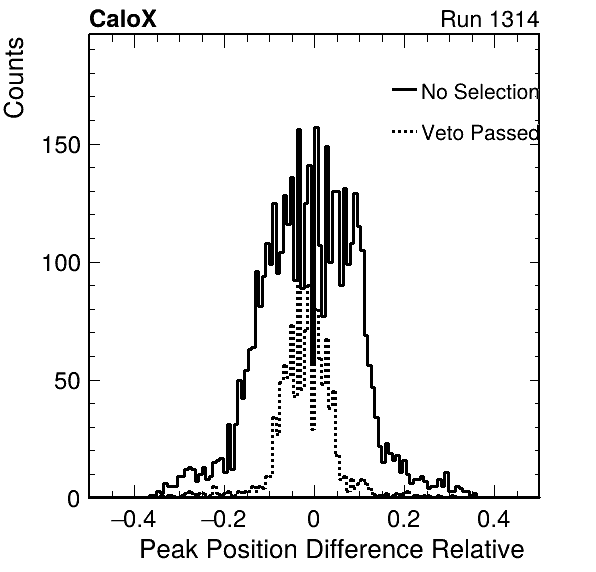 CaloX Run 1314
Counts
No Selection
Veto Passed
150
100
50
0
−0.4 −0.2 0 0.2 0.4
Peak Position Difference Relative